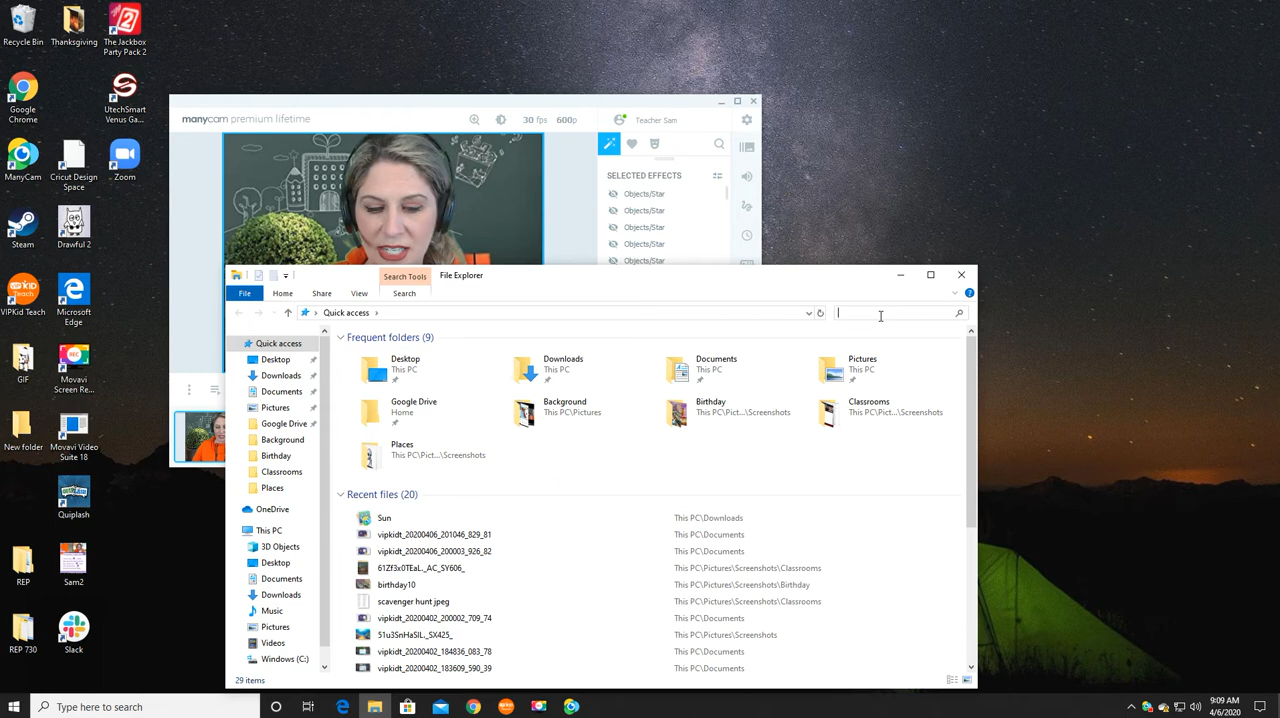 Recycle Bin
Thanksgiving
The Jackbox
Party Pack 2
Google
Chrome
UtechSmart
Venus Ga...
ManyCam
Cricut Design
Space
Zoom
Steam
Drawful 2
VIPKid Teach
Microsoft
Edge
GIF
Movavi
Screen Re...
New folder
Movavi Video
Suite 18
Quiplash
REP
Sam2
REP 730
Slack
manycam premium lifetime
30 fps
600p
Teacher Sam
SELECTED EFFECTS
Objects/Star
Objects/Star
Objects/Star
Objects/Star
Objects/Star
Search Tools
File Explorer
File
Home
Share
View
Search
Quick access
Quick access
Desktop
Downloads
Documents
Pictures
Google Drive
Background
Birthday
Classrooms
Places
OneDrive
This PC
3D Objects
Desktop
Documents
Downloads
Music
Pictures
Videos
Windows (C:)
Frequent folders (9)
Desktop
This PC
Downloads
This PC
Documents
This PC
Pictures
This PC
Google Drive
Home
Background
This PC\Pictures
Birthday
This PC\Pict...\Screenshots
Classrooms
This PC\Pict...\Screenshots
Places
This PC\Pict...\Screenshots
Recent files (20)
Sun This PC\Downloads
vipkidt_20200406_201046_829_81 This PC\Documents
vipkidt_20200406_200003_926_82 This PC\Documents
61Zf3x0TEaL._AC_SY606_ This PC\Pictures\Screenshots\Classrooms
birthday10 This PC\Pictures\Screenshots\Birthday
scavenger hunt jpeg This PC\Pictures\Screenshots\Classrooms
vipkidt_20200402_200002_709_74 This PC\Documents
51u3SnHaSIL._SX425_ This PC\Pictures\Screenshots
vipkidt_20200402_184836_083_78 This PC\Documents
vipkidt_20200402_183609_590_39 This PC\Documents
29 items
Type here to search
9:09 AM
4/6/2020